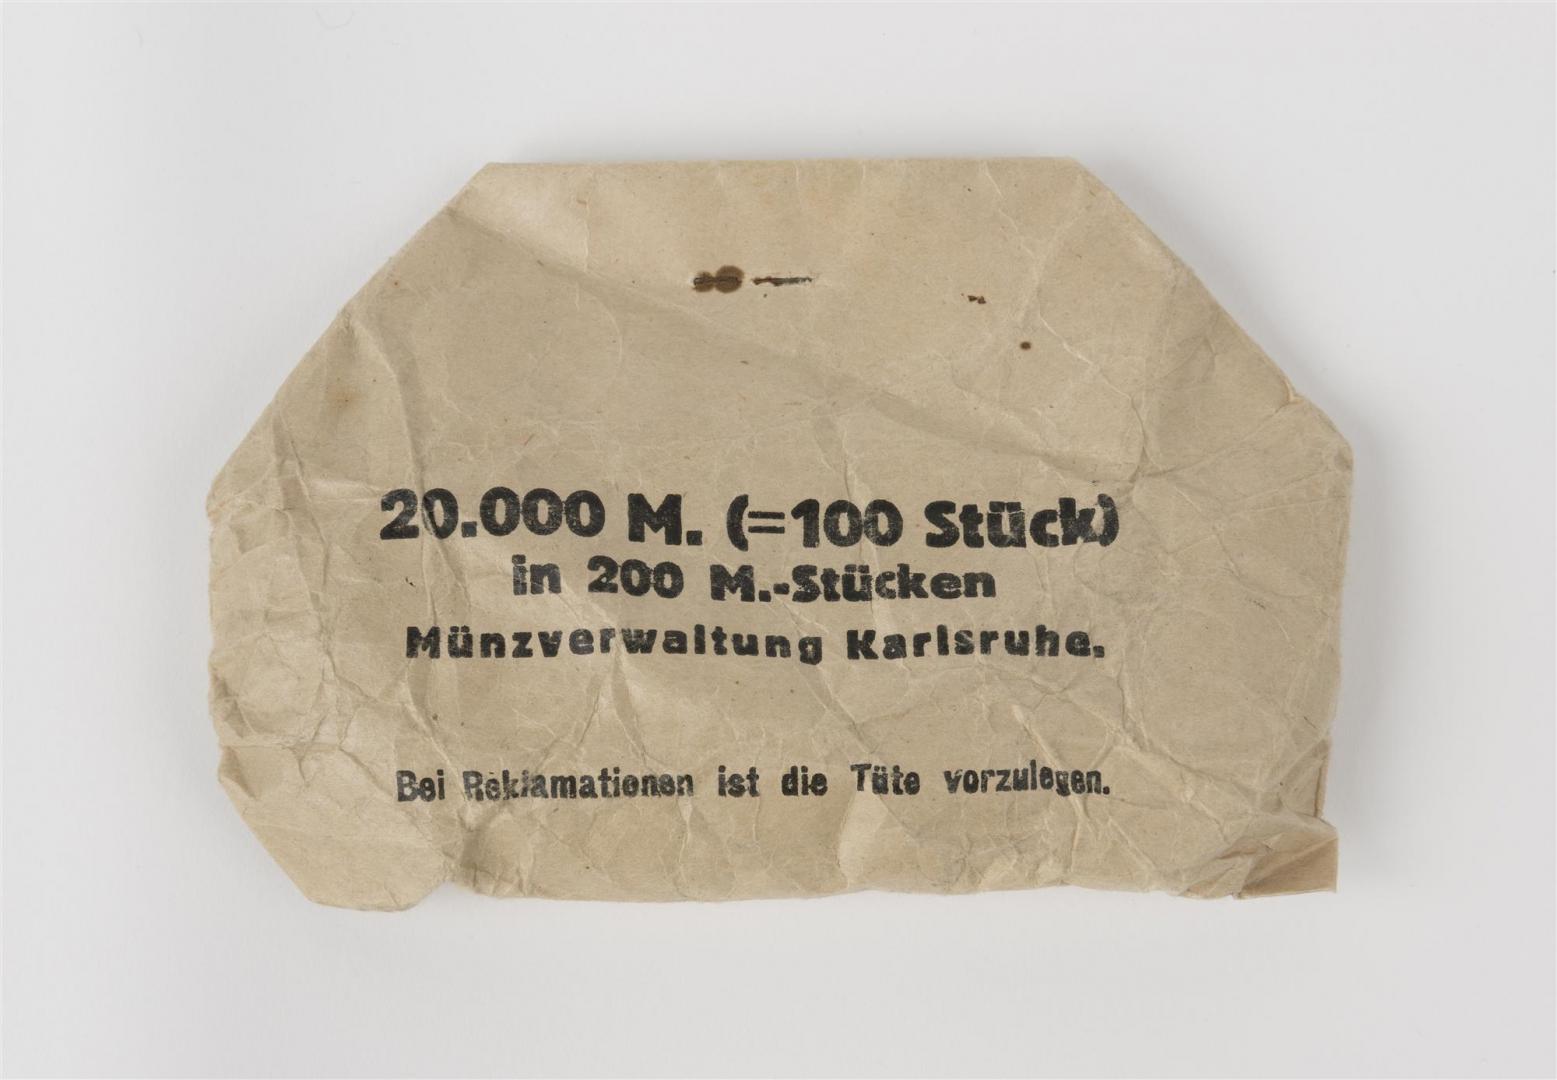 20.000 M. (=100 Stück)
in 200 M.-Stücken
Münzverwaltung Karlsruhe.
Bei Reklamationen ist die Tüte vorzulegen.